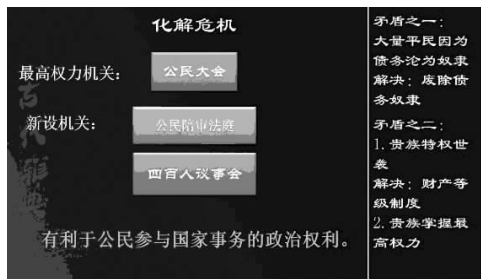 化解危机
最高权力机关：
公民大会
新设机关：
公民陪审法庭
四百人议事会
有利于公民参与国家事务的政治权利。
矛盾之一：
大量平民因为
债务沦为奴隶
解决：废除债
务奴隶
矛盾之二：
1. 贵族特权世
袭
解决：财产等
级制度
2. 贵族掌握最
高权力